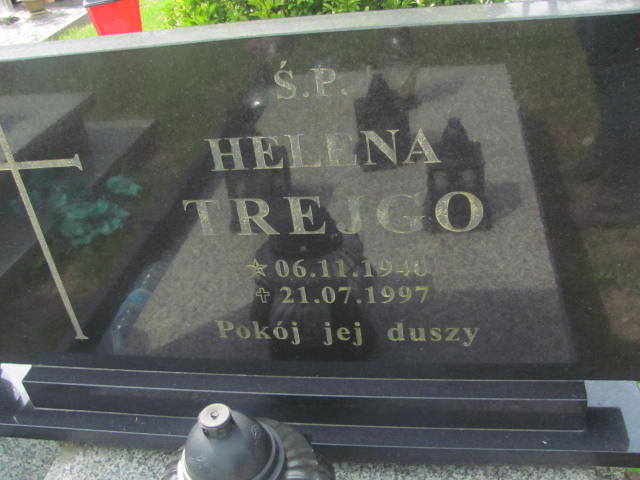 Ś.P.
HELENA
TREJGO
06.11.1940
21.07.1997
Pokój jej duszy